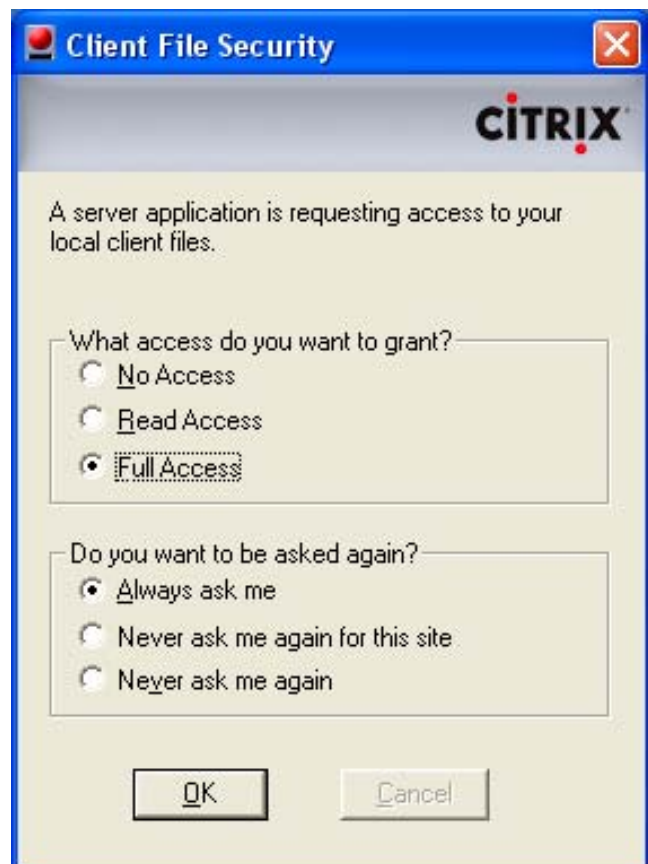 Client File Security
CİTRIX
A server application is requesting access to your
local client files.
What access do you want to grant?
No Access
Read Access
Full Access
Do you want to be asked again?
Always ask me
Never ask me again for this site
Never ask me again
OK
Cancel